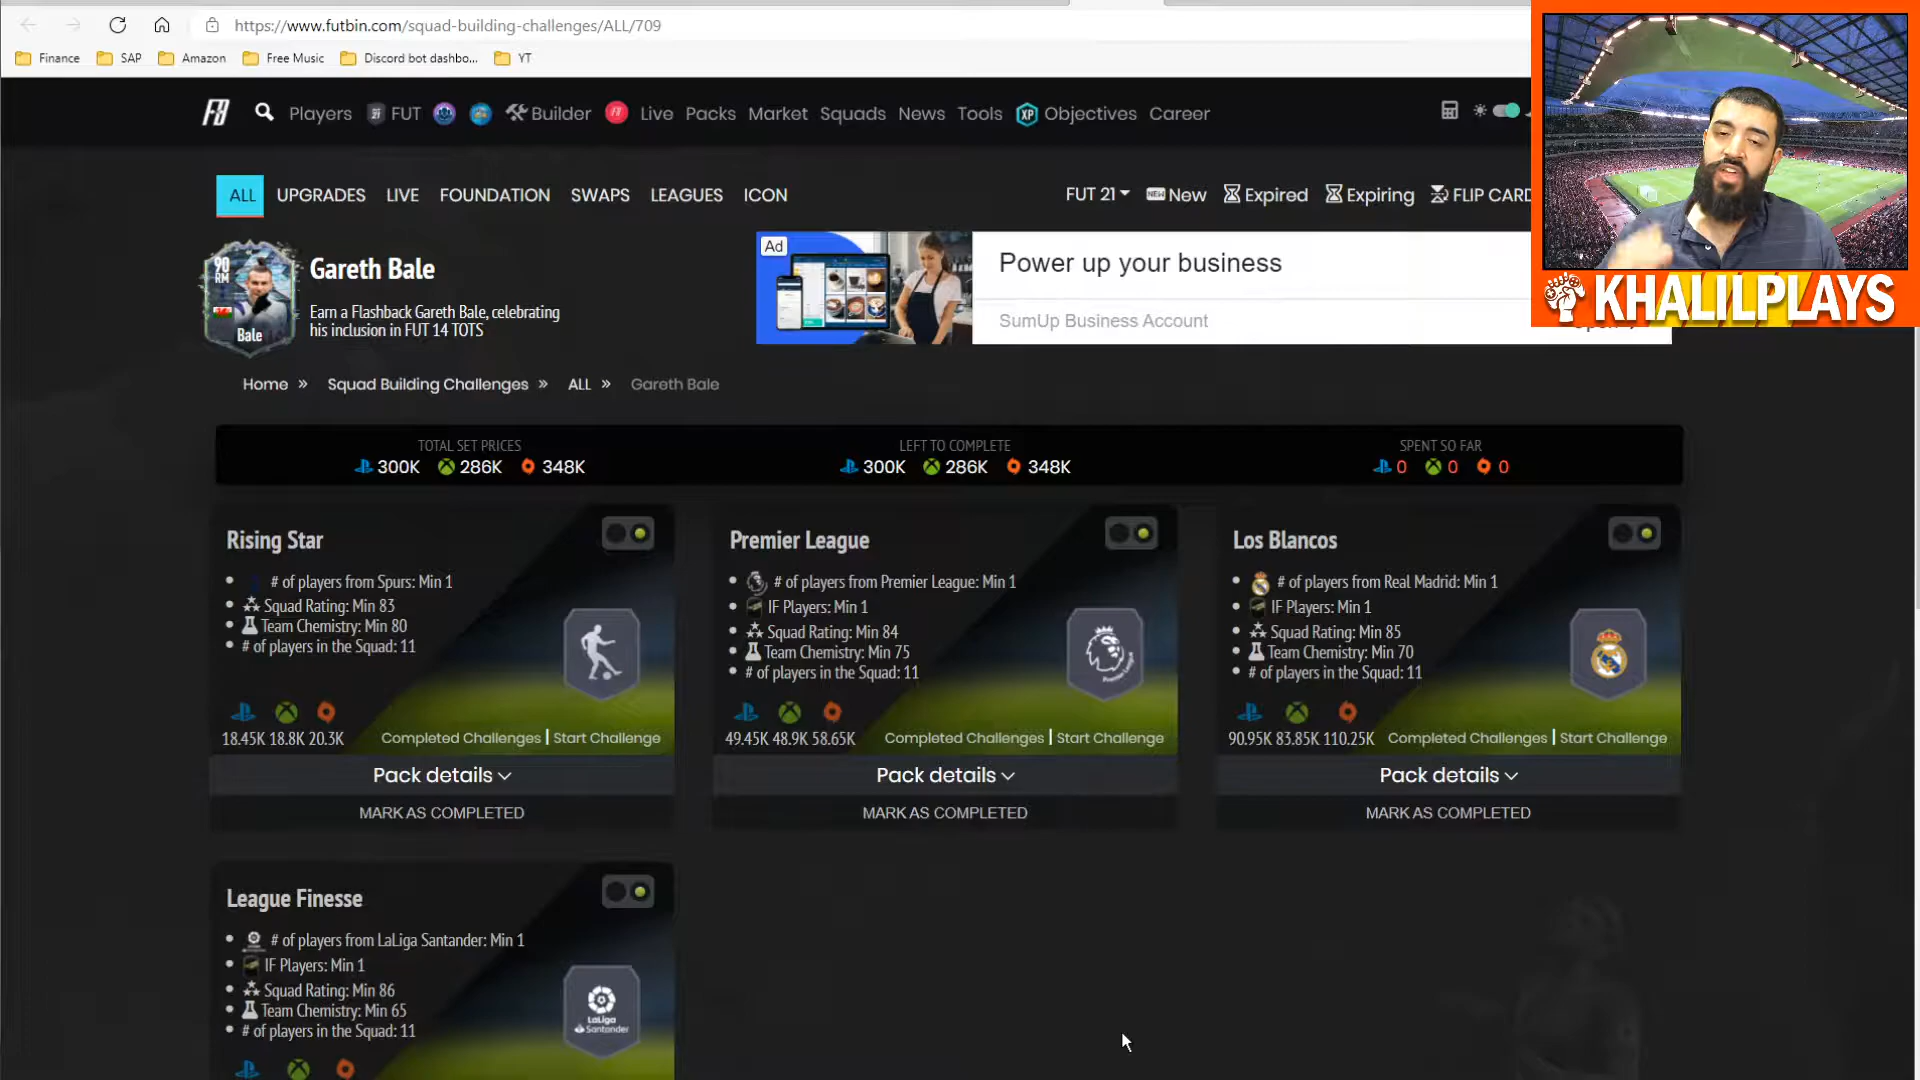 https://www.futbin.com/squad-building-challenges/ALL/709
Finance SAP Amazon Free Music Discord bot dashbo... YT
Players FUT Builder Live Packs Market Squads News Tools XP Objectives Career
ALL UPGRADES LIVE FOUNDATION SWAPS LEAGUES ICON
FUT 21 NEW New Expired Expiring FLIP CARD
KHALILPLAYS
90
RM
Bale
Gareth Bale
Earn a Flashback Gareth Bale, celebrating
his inclusion in FUT 14 TOTS
Ad
Power up your business
SumUp Business Account
Home » Squad Building Challenges » ALL » Gareth Bale
TOTAL SET PRICES
300K 286K 348K
LEFT TO COMPLETE
300K 286K 348K
SPENT SO FAR
0 0 0
Rising Star
# of players from Spurs: Min 1
Squad Rating: Min 83
Team Chemistry: Min 80
# of players in the Squad: 11
18.45K 18.8K 20.3K
Completed Challenges | Start Challenge
Pack details
MARK AS COMPLETED
Premier League
# of players from Premier League: Min 1
IF Players: Min 1
Squad Rating: Min 84
Team Chemistry: Min 75
# of players in the Squad: 11
Premier League
49.45K 48.9K 58.65K
Completed Challenges | Start Challenge
Pack details
MARK AS COMPLETED
Los Blancos
# of players from Real Madrid: Min 1
IF Players: Min 1
Squad Rating: Min 85
Team Chemistry: Min 70
# of players in the Squad: 11
90.95K 83.85K 110.25K
Completed Challenges | Start Challenge
Pack details
MARK AS COMPLETED
League Finesse
# of players from LaLiga Santander: Min 1
IF Players: Min 1
Squad Rating: Min 86
Team Chemistry: Min 65
# of players in the Squad: 11
LaLiga
Santander